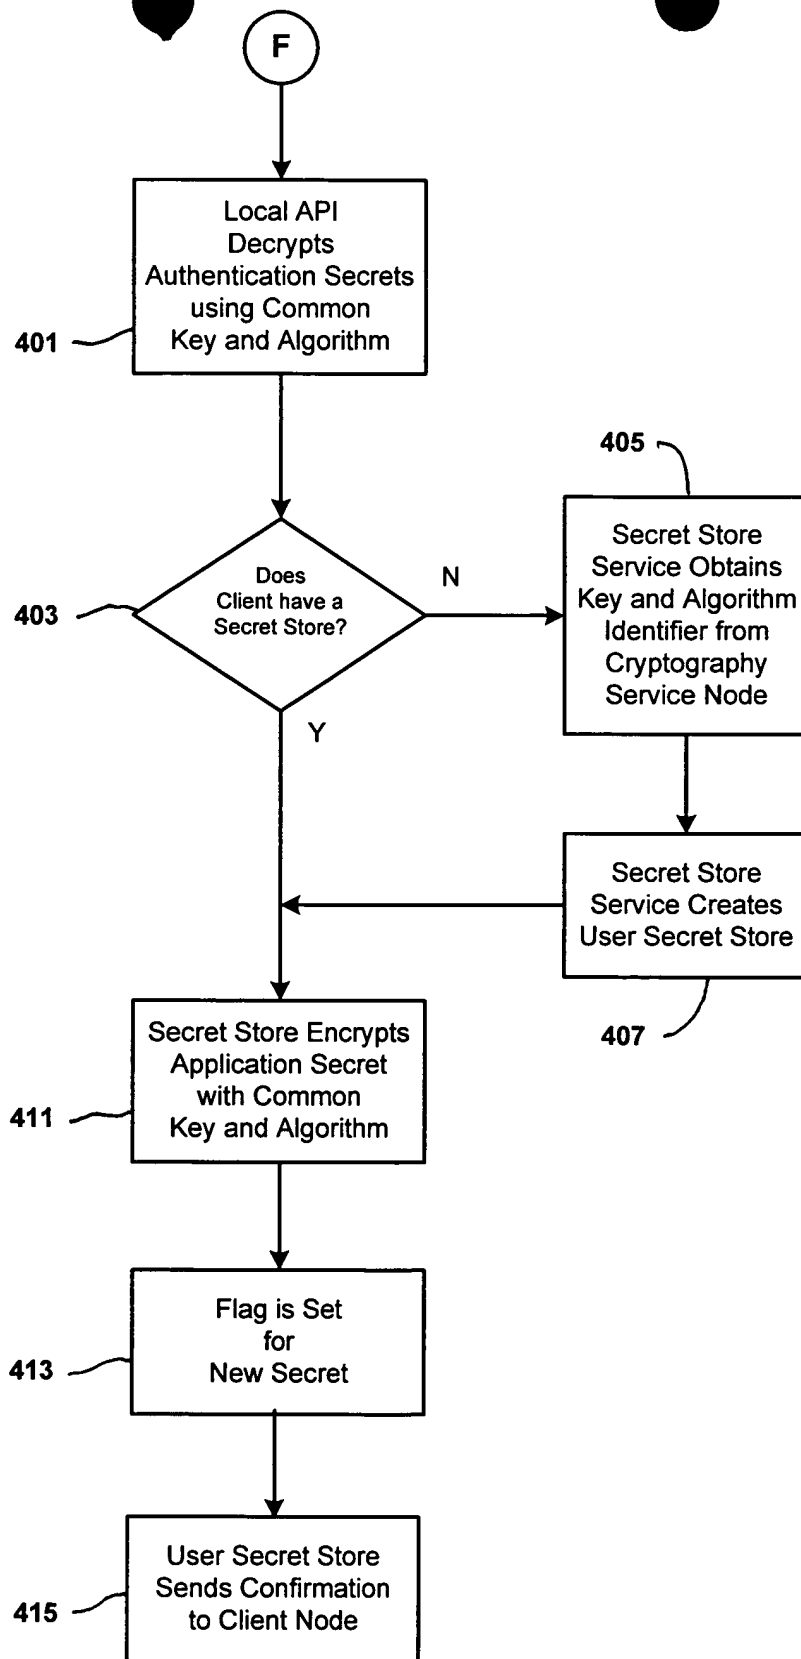 F
Local API
Decrypts
Authentication Secrets
using Common
Key and Algorithm
401
405
Does
Client have a
Secret Store?
N
403
Y
Secret Store
Service Obtains
Key and Algorithm
Identifier from
Cryptography
Service Node
Secret Store
Service Creates
User Secret Store
407
Secret Store Encrypts
Application Secret
with Common
Key and Algorithm
411
Flag is Set
for
New Secret
413
User Secret Store
Sends Confirmation
to Client Node
415